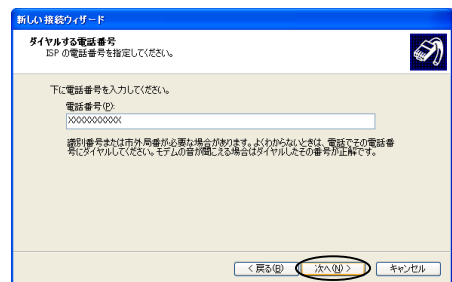 新しい接続ウィザード
ダイヤルする電話番号
ISP の電話番号を指定してください。
下に電話番号を入力してください。
電話番号(P):
XXXXXXXXXX
識別番号または市外局番が必要な場合があります。よくわからないときは、電話でその電話番
号にダイヤルしてください。モデムの音が聞こえる場合はダイヤルしたその番号が正解です。
< 戻る(B)
次へ(N) >
キャンセル